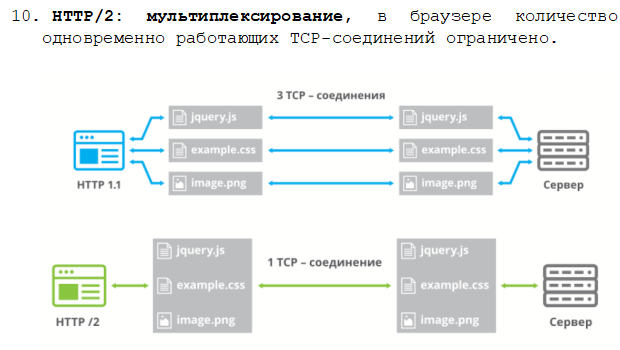 10. HTTP/2: мультиплексирование, в браузере количество
одновременно работающих TCP-соединений ограничено.
3 TCP – соединения
jquery.js
jquery.js
example.css
example.css
image.png
image.png
HTTP 1.1
Сервер
jquery.js
jquery.js
1 TCP – соединение
example.css
example.css
image.png
image.png
HTTP /2
Сервер